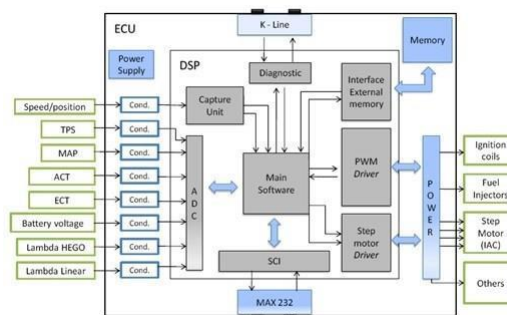 ECU
K - Line
Memory
Power
Supply
DSP
Diagnostic
Interface
External
memory
Speed/position
Cond.
Capture
Unit
TPS
Cond.
MAP
Cond.
ACT
Cond.
ECT
Cond.
Battery voltage
Cond.
Lambda HEGO
Cond.
Lambda Linear
Cond.
ADC
Main
Software
PWM
Driver
Step
motor
Driver
SCI
MAX 232
POWER
Ignition
coils
Fuel
Injectors
Step
Motor
(IAC)
Others